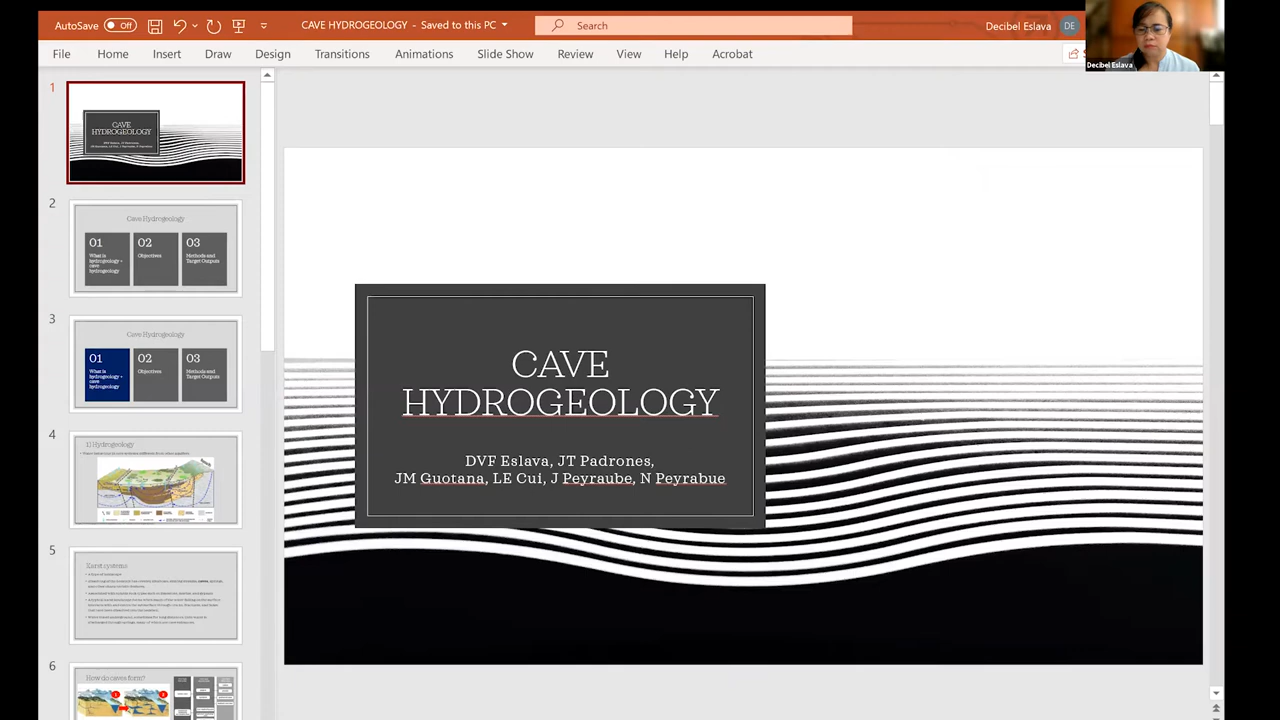 AutoSave Off
CAVE HYDROGEOLOGY - Saved to this PC
Search
Decibel Eslava DE
Decibel Eslava
File Home Insert Draw Design Transitions Animations Slide Show Review View Help Acrobat
1
CAVE
HYDROGEOLOGY
2
Cave Hydrogeology
01 02 03
What is hydrogeology + cave hydrogeology
Objectives
Methods and Target Outputs
3
Cave Hydrogeology
01 02 03
What is hydrogeology + cave hydrogeology
Objectives
Methods and Target Outputs
4
1) Hydrogeology
5
Karst systems
6
How do caves form?
CAVE
HYDROGEOLOGY
DVF Eslava, JT Padrones,
JM Guotana, LE Cui, J Peyraube, N Peyrabue